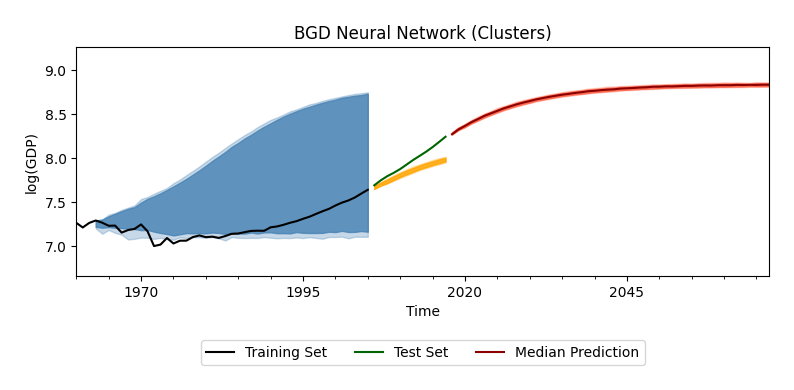 BGD Neural Network (Clusters)
9.0
8.5
8.0
7.5
7.0
log(GDP)
1970 1995 2020 2045
Time
Training Set Test Set Median Prediction